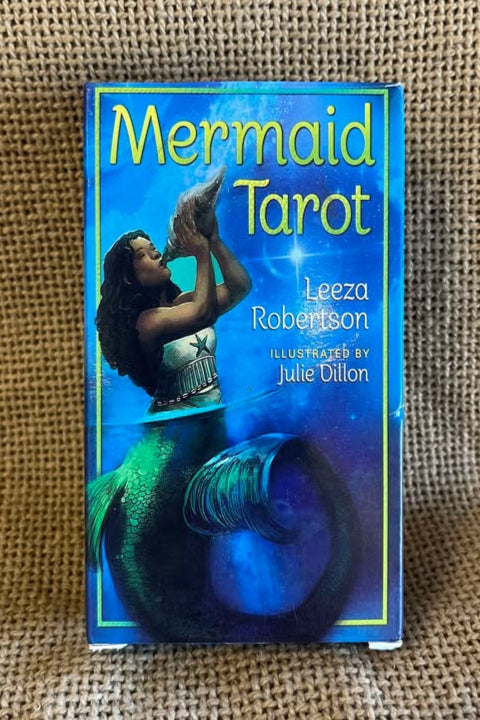 Mermaid
Tarot
Leeza
Robertson
ILLUSTRATED BY
Julie Dillon